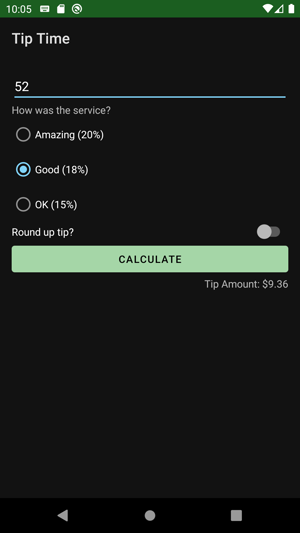 10:05
Tip Time
52
How was the service?
Amazing (20%)
Good (18%)
OK (15%)
Round up tip?
CALCULATE
Tip Amount: $9.36